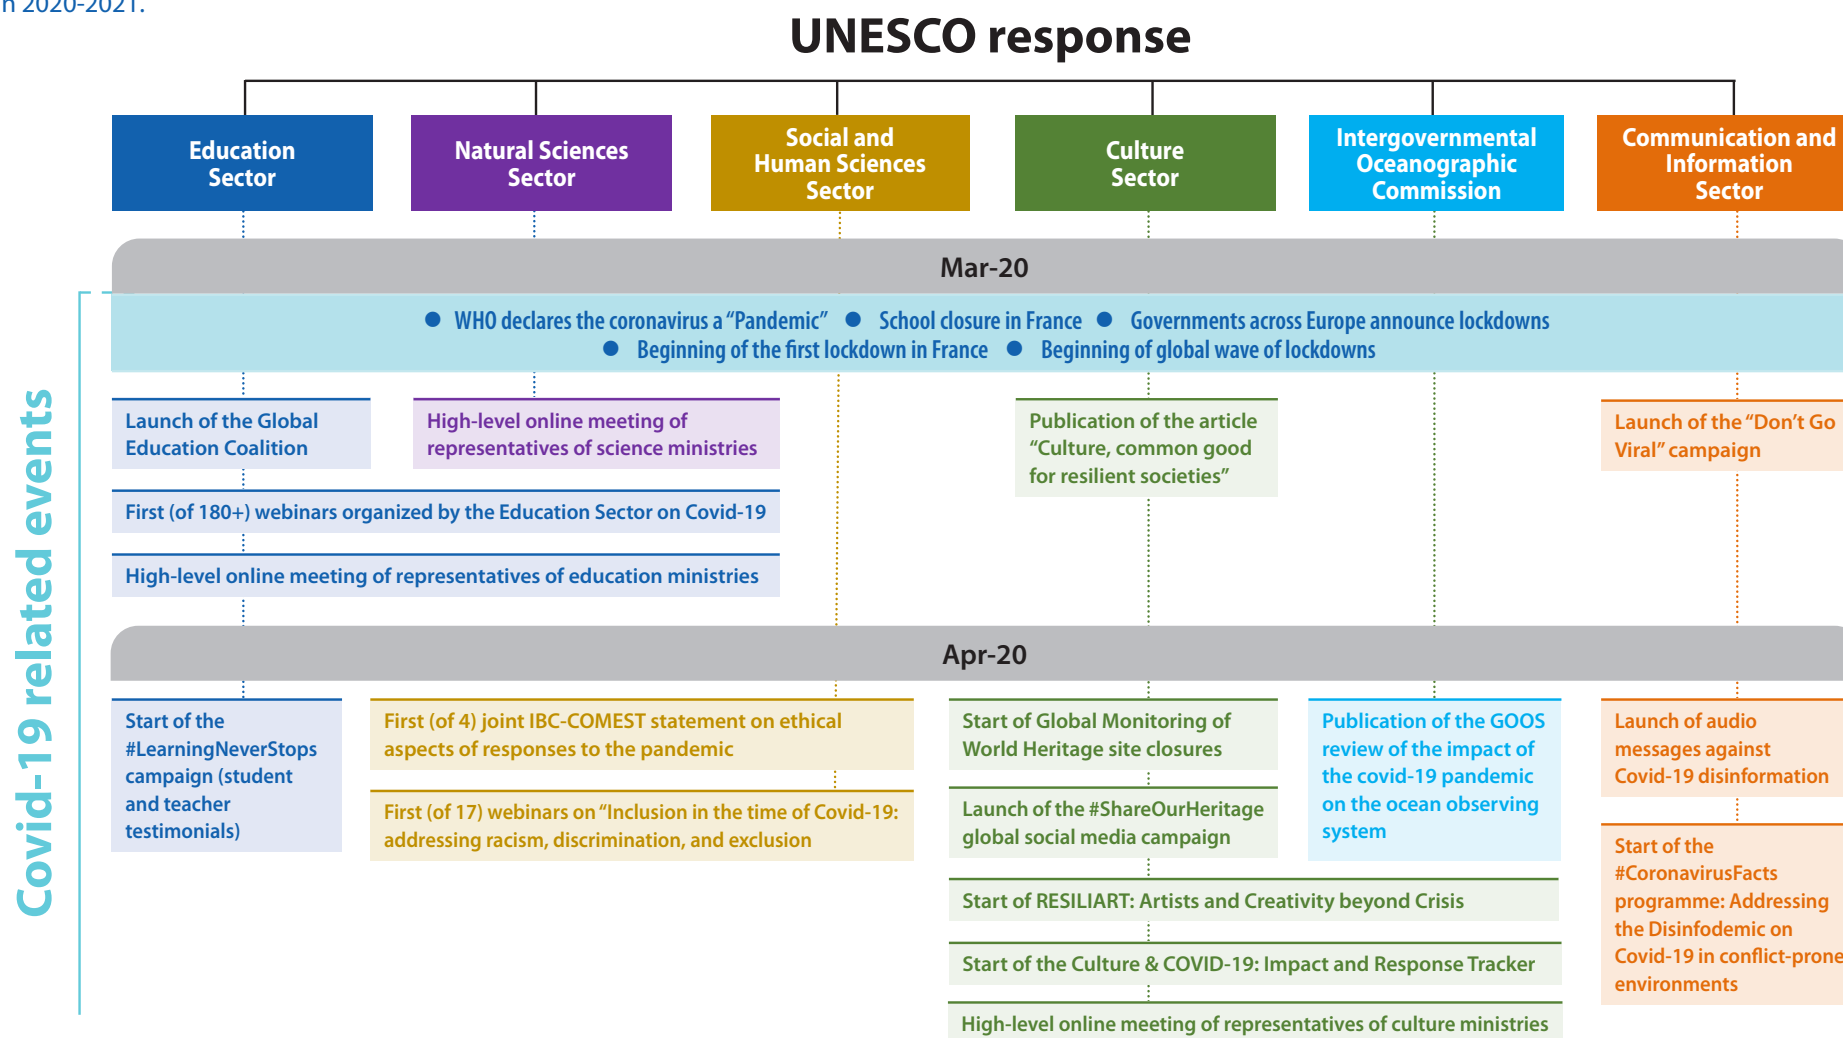 n 2020-2021.
UNESCO response
Education
Sector
Natural Sciences
Sector
Social and
Human Sciences
Sector
Culture
Sector
Intergovernmental
Oceanographic
Commission
Communication and
Information
Sector
Mar-20
Covid-19 related events
● WHO declares the coronavirus a “Pandemic” ● School closure in France ● Governments across Europe announce lockdowns
● Beginning of the first lockdown in France ● Beginning of global wave of lockdowns
Launch of the Global
Education Coalition
High-level online meeting of
representatives of science ministries
Publication of the article
“Culture, common good
for resilient societies”
Launch of the “Don’t Go
Viral” campaign
First (of 180+) webinars organized by the Education Sector on Covid-19
High-level online meeting of representatives of education ministries
Apr-20
Start of the
#LearningNeverStops
campaign (student
and teacher
testimonials)
First (of 4) joint IBC-COMEST statement on ethical
aspects of responses to the pandemic
First (of 17) webinars on “Inclusion in the time of Covid-19:
addressing racism, discrimination, and exclusion
Start of Global Monitoring of
World Heritage site closures
Launch of the #ShareOurHeritage
global social media campaign
Start of RESILIART: Artists and Creativity beyond Crisis
Start of the Culture & COVID-19: Impact and Response Tracker
High-level online meeting of representatives of culture ministries
Publication of the GOOS
review of the impact of
the covid-19 pandemic
on the ocean observing
system
Launch of audio
messages against
Covid-19 disinformation
Start of the
#CoronavirusFacts
programme: Addressing
the Disinfodemic on
Covid-19 in conflict-prone
environments